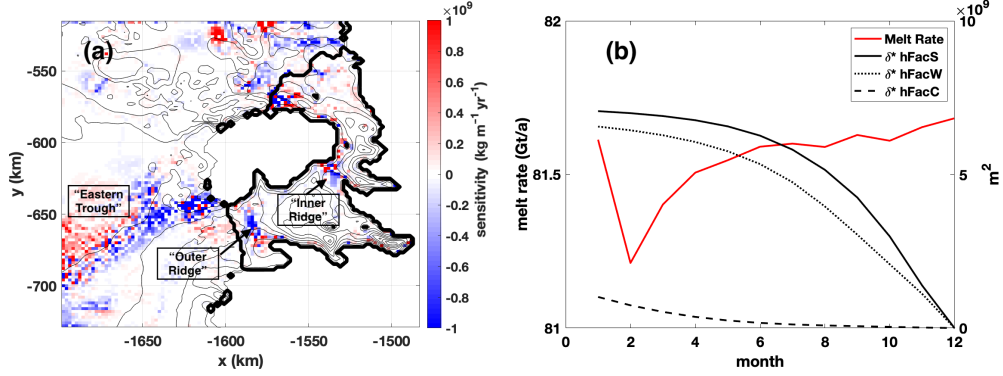 (a)
-550
-600
-650
-700
y (km)
-1650
-1600
-1550
-1500
x (km)
“Eastern
Trough”
“Outer
Ridge”
“Inner
Ridge”
×10⁹
1
0.8
0.6
0.4
0.2
0
-0.2
-0.4
-0.6
-0.8
-1
sensitivity (kg m⁻¹ yr⁻¹)
(b)
82
81.5
81
melt rate (Gt/a)
0
2
4
6
8
10
12
month
10 ×10⁹
5
0
m²
Melt Rate
δ* hFacS
δ* hFacW
δ* hFacC